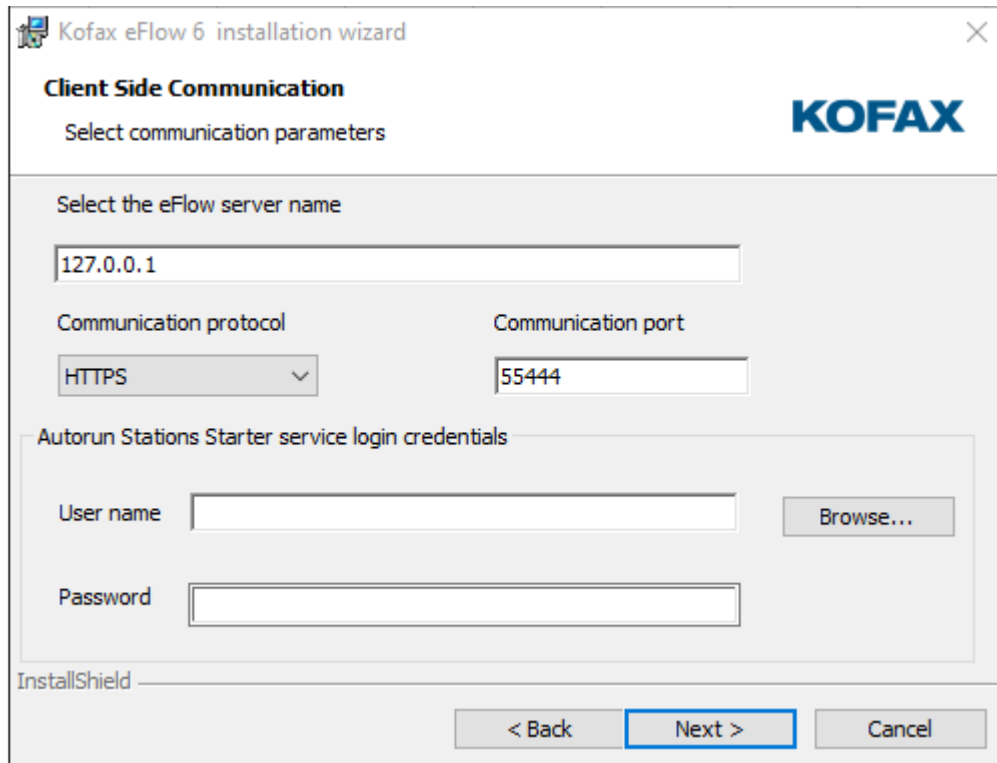 Kofax eFlow 6 installation wizard
Client Side Communication
Select communication parameters
KOFAX
Select the eFlow server name
127.0.0.1
Communication protocol
Communication port
HTTPS
55444
Autorun Stations Starter service login credentials
User name
Browse...
Password
InstallShield
< Back
Next >
Cancel